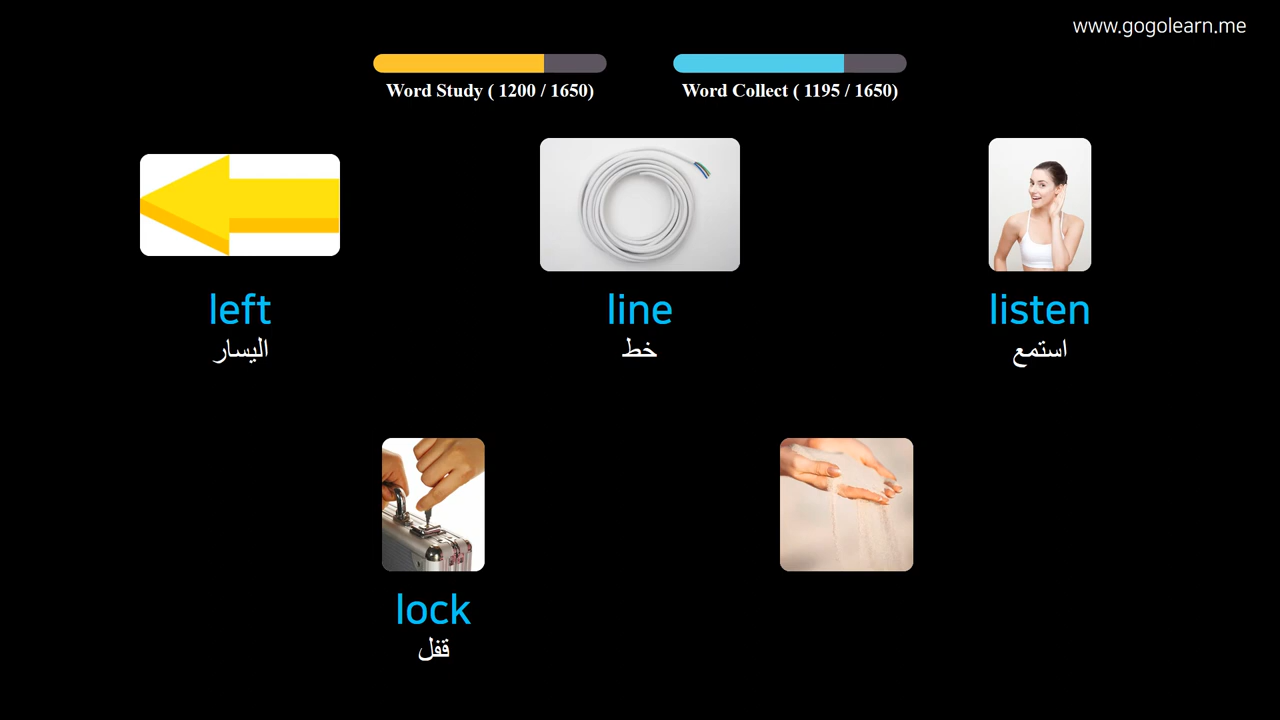 www.gogolearn.me
Word Study ( 1200 / 1650)
Word Collect ( 1195 / 1650)
left
اليسار
line
خط
listen
استمع
lock
قفل